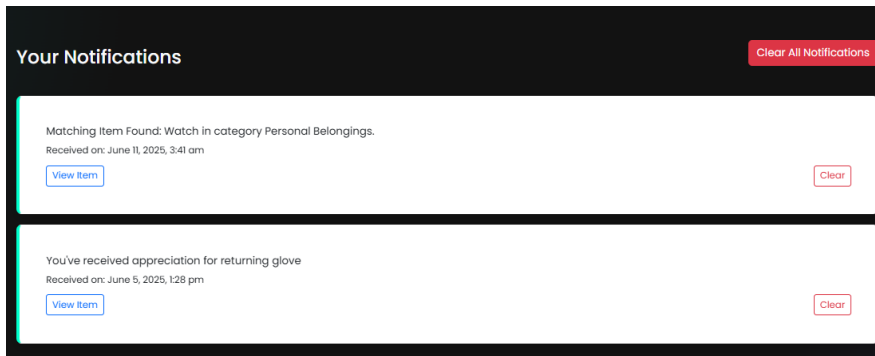 Your Notifications
Clear All Notifications
Matching Item Found: Watch in category Personal Belongings.
Received on: June 11, 2025, 3:41 am
View Item
Clear
You've received appreciation for returning glove
Received on: June 5, 2025, 1:28 pm
View Item
Clear